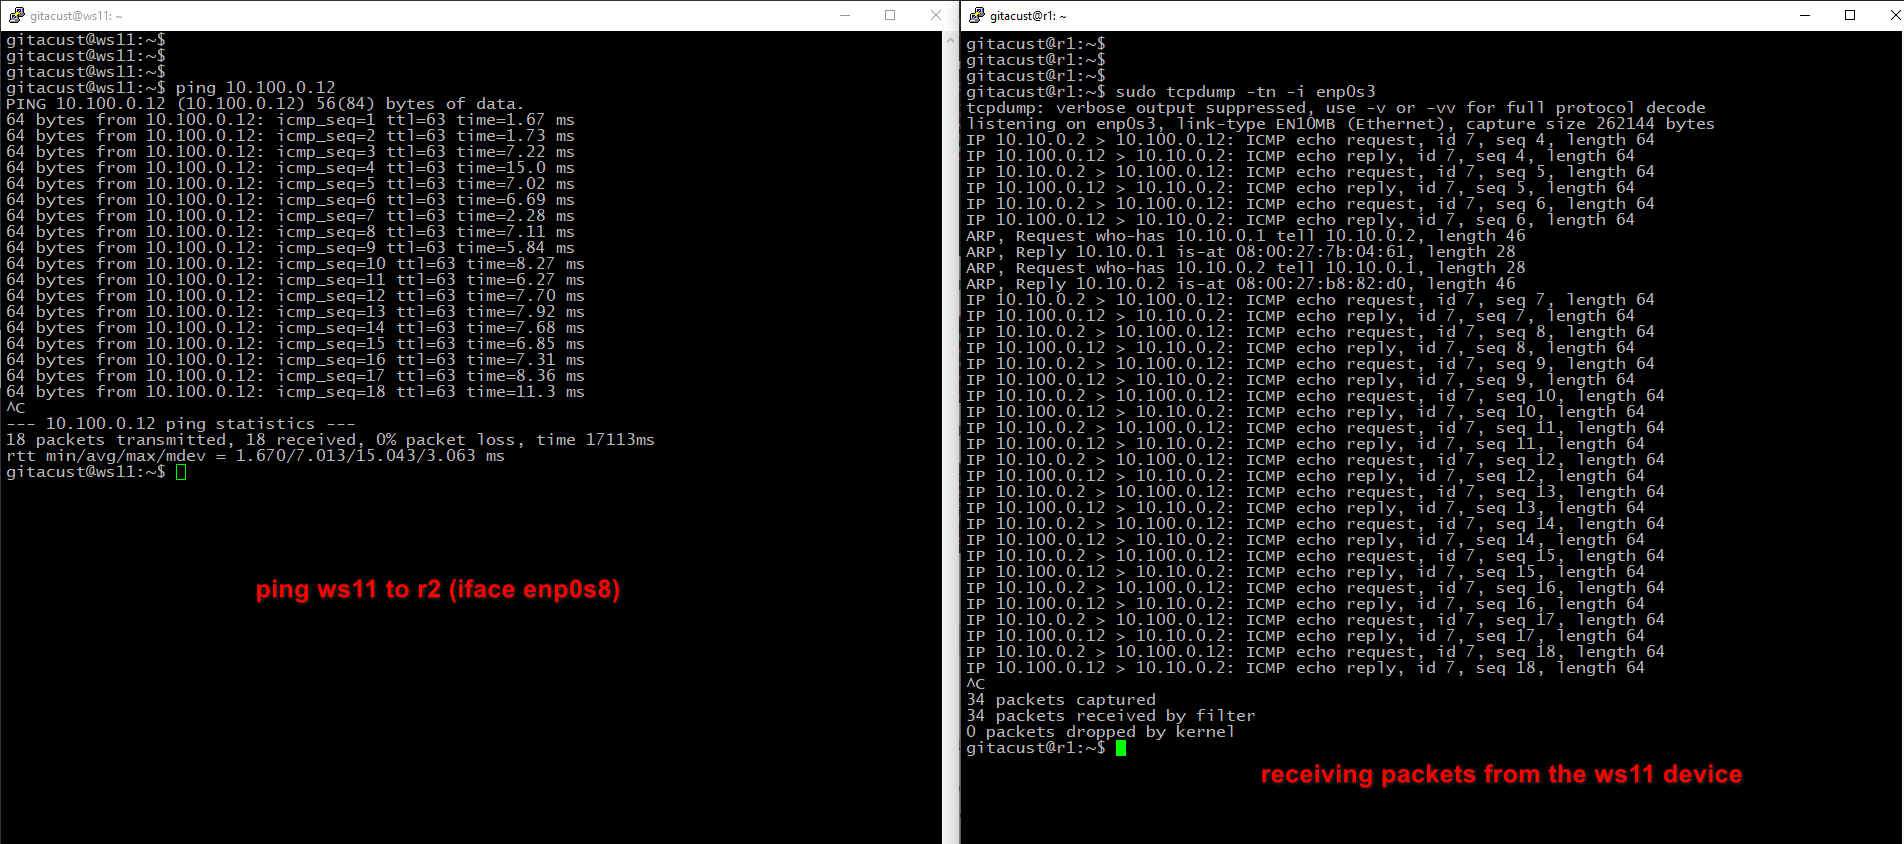 gitacust@ws11: ~
gitacust@ws11:~$
gitacust@ws11:~$
gitacust@ws11:~$
gitacust@ws11:~$ ping 10.100.0.12
PING 10.100.0.12 (10.100.0.12) 56(84) bytes of data.
64 bytes from 10.100.0.12: icmp_seq=1 ttl=63 time=1.67 ms
64 bytes from 10.100.0.12: icmp_seq=2 ttl=63 time=1.73 ms
64 bytes from 10.100.0.12: icmp_seq=3 ttl=63 time=7.22 ms
64 bytes from 10.100.0.12: icmp_seq=4 ttl=63 time=15.0 ms
64 bytes from 10.100.0.12: icmp_seq=5 ttl=63 time=7.02 ms
64 bytes from 10.100.0.12: icmp_seq=6 ttl=63 time=6.69 ms
64 bytes from 10.100.0.12: icmp_seq=7 ttl=63 time=2.28 ms
64 bytes from 10.100.0.12: icmp_seq=8 ttl=63 time=7.11 ms
64 bytes from 10.100.0.12: icmp_seq=9 ttl=63 time=5.84 ms
64 bytes from 10.100.0.12: icmp_seq=10 ttl=63 time=8.27 ms
64 bytes from 10.100.0.12: icmp_seq=11 ttl=63 time=6.27 ms
64 bytes from 10.100.0.12: icmp_seq=12 ttl=63 time=7.70 ms
64 bytes from 10.100.0.12: icmp_seq=13 ttl=63 time=7.92 ms
64 bytes from 10.100.0.12: icmp_seq=14 ttl=63 time=7.68 ms
64 bytes from 10.100.0.12: icmp_seq=15 ttl=63 time=6.85 ms
64 bytes from 10.100.0.12: icmp_seq=16 ttl=63 time=7.31 ms
64 bytes from 10.100.0.12: icmp_seq=17 ttl=63 time=8.36 ms
64 bytes from 10.100.0.12: icmp_seq=18 ttl=63 time=11.3 ms
^C
--- 10.100.0.12 ping statistics ---
18 packets transmitted, 18 received, 0% packet loss, time 17113ms
rtt min/avg/max/mdev = 1.670/7.013/15.043/3.063 ms
gitacust@ws11:~$
ping ws11 to r2 (iface enp0s8)
gitacust@r1: ~
gitacust@r1:~$
gitacust@r1:~$
gitacust@r1:~$
gitacust@r1:~$ sudo tcpdump -tn -i enp0s3
tcpdump: verbose output suppressed, use -v or -vv for full protocol decode
listening on enp0s3, link-type EN10MB (Ethernet), capture size 262144 bytes
IP 10.10.0.2 > 10.100.0.12: ICMP echo request, id 7, seq 4, length 64
IP 10.100.0.12 > 10.10.0.2: ICMP echo reply, id 7, seq 4, length 64
IP 10.10.0.2 > 10.100.0.12: ICMP echo request, id 7, seq 5, length 64
IP 10.100.0.12 > 10.10.0.2: ICMP echo reply, id 7, seq 5, length 64
IP 10.10.0.2 > 10.100.0.12: ICMP echo request, id 7, seq 6, length 64
IP 10.100.0.12 > 10.10.0.2: ICMP echo reply, id 7, seq 6, length 64
ARP, Request who-has 10.10.0.1 tell 10.10.0.2, length 46
ARP, Reply 10.10.0.1 is-at 08:00:27:7b:04:61, length 28
ARP, Request who-has 10.10.0.2 tell 10.10.0.1, length 28
ARP, Reply 10.10.0.2 is-at 08:00:27:b8:82:d0, length 46
IP 10.10.0.2 > 10.100.0.12: ICMP echo request, id 7, seq 7, length 64
IP 10.100.0.12 > 10.10.0.2: ICMP echo reply, id 7, seq 7, length 64
IP 10.10.0.2 > 10.100.0.12: ICMP echo request, id 7, seq 8, length 64
IP 10.100.0.12 > 10.10.0.2: ICMP echo reply, id 7, seq 8, length 64
IP 10.10.0.2 > 10.100.0.12: ICMP echo request, id 7, seq 9, length 64
IP 10.100.0.12 > 10.10.0.2: ICMP echo reply, id 7, seq 9, length 64
IP 10.10.0.2 > 10.100.0.12: ICMP echo request, id 7, seq 10, length 64
IP 10.100.0.12 > 10.10.0.2: ICMP echo reply, id 7, seq 10, length 64
IP 10.10.0.2 > 10.100.0.12: ICMP echo request, id 7, seq 11, length 64
IP 10.100.0.12 > 10.10.0.2: ICMP echo reply, id 7, seq 11, length 64
IP 10.10.0.2 > 10.100.0.12: ICMP echo request, id 7, seq 12, length 64
IP 10.100.0.12 > 10.10.0.2: ICMP echo reply, id 7, seq 12, length 64
IP 10.10.0.2 > 10.100.0.12: ICMP echo request, id 7, seq 13, length 64
IP 10.100.0.12 > 10.10.0.2: ICMP echo reply, id 7, seq 13, length 64
IP 10.10.0.2 > 10.100.0.12: ICMP echo request, id 7, seq 14, length 64
IP 10.100.0.12 > 10.10.0.2: ICMP echo reply, id 7, seq 14, length 64
IP 10.10.0.2 > 10.100.0.12: ICMP echo request, id 7, seq 15, length 64
IP 10.100.0.12 > 10.10.0.2: ICMP echo reply, id 7, seq 15, length 64
IP 10.10.0.2 > 10.100.0.12: ICMP echo request, id 7, seq 16, length 64
IP 10.100.0.12 > 10.10.0.2: ICMP echo reply, id 7, seq 16, length 64
IP 10.10.0.2 > 10.100.0.12: ICMP echo request, id 7, seq 17, length 64
IP 10.100.0.12 > 10.10.0.2: ICMP echo reply, id 7, seq 17, length 64
IP 10.10.0.2 > 10.100.0.12: ICMP echo request, id 7, seq 18, length 64
IP 10.100.0.12 > 10.10.0.2: ICMP echo reply, id 7, seq 18, length 64
^C
34 packets captured
34 packets received by filter
0 packets dropped by kernel
gitacust@r1:~$
receiving packets from the ws11 device